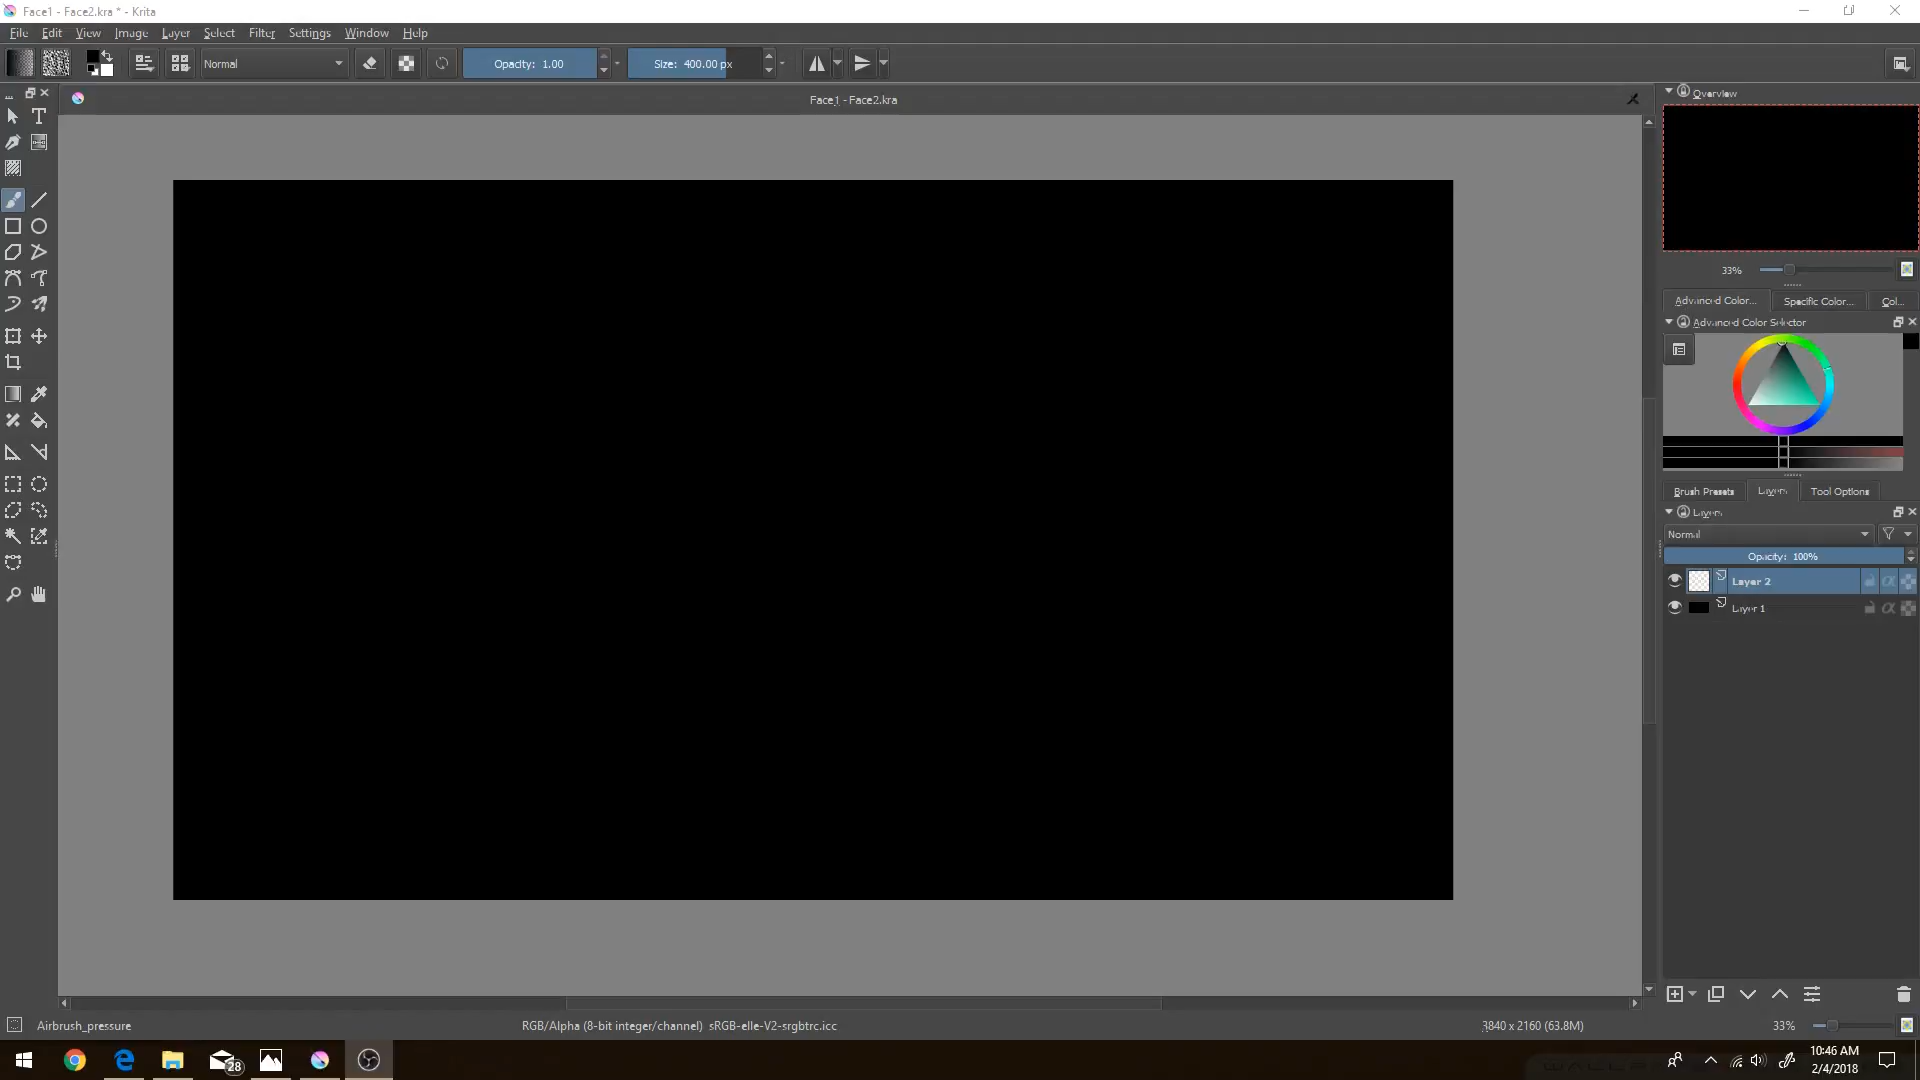 Face1 - Face2.kra * - Krita
File Edit View Image Layer Select Filter Settings Window Help
Normal Opacity: 1.00 Size: 400.00 px
Face1 - Face2.kra
Overview
33%
Advanced Color... Specific Color... Col...
Advanced Color Selector
Brush Presets Layers Tool Options
Layers
Normal
Opacity: 100%
Layer 2
Layer 1
Airbrush_pressure RGB/Alpha (8-bit integer/channel) sRGB-elle-V2-srgbtrc.icc 3840 x 2160 (63.8M) 33%
28
10:46 AM
2/4/2018